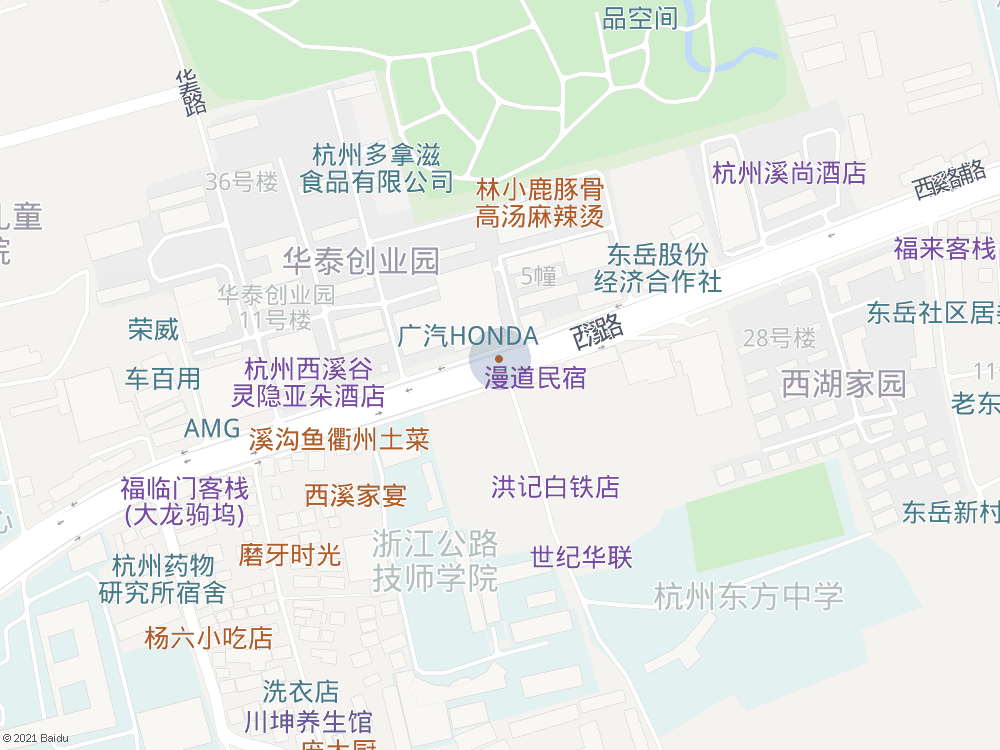 品空间
华泰路
杭州多拿滋
食品有限公司
36号楼
林小鹿豚骨
高汤麻辣烫
杭州溪尚酒店
西溪路辅路
儿童
院
华泰创业园
东岳股份
经济合作社
福来客栈
5幢
华泰创业园
11号楼
荣威
广汽HONDA
西溪路
28号楼
东岳社区居
杭州西溪谷
灵隐亚朵酒店
车百用
漫道民宿
西湖家园
11
老东
AMG
溪沟鱼衢州土菜
福临门客栈
(大龙驹坞)
西溪家宴
洪记白铁店
东岳新村
心
磨牙时光
浙江公路
技师学院
世纪华联
杭州药物
研究所宿舍
杭州东方中学
杨六小吃店
洗衣店
川坤养生馆
© 2021 Baidu